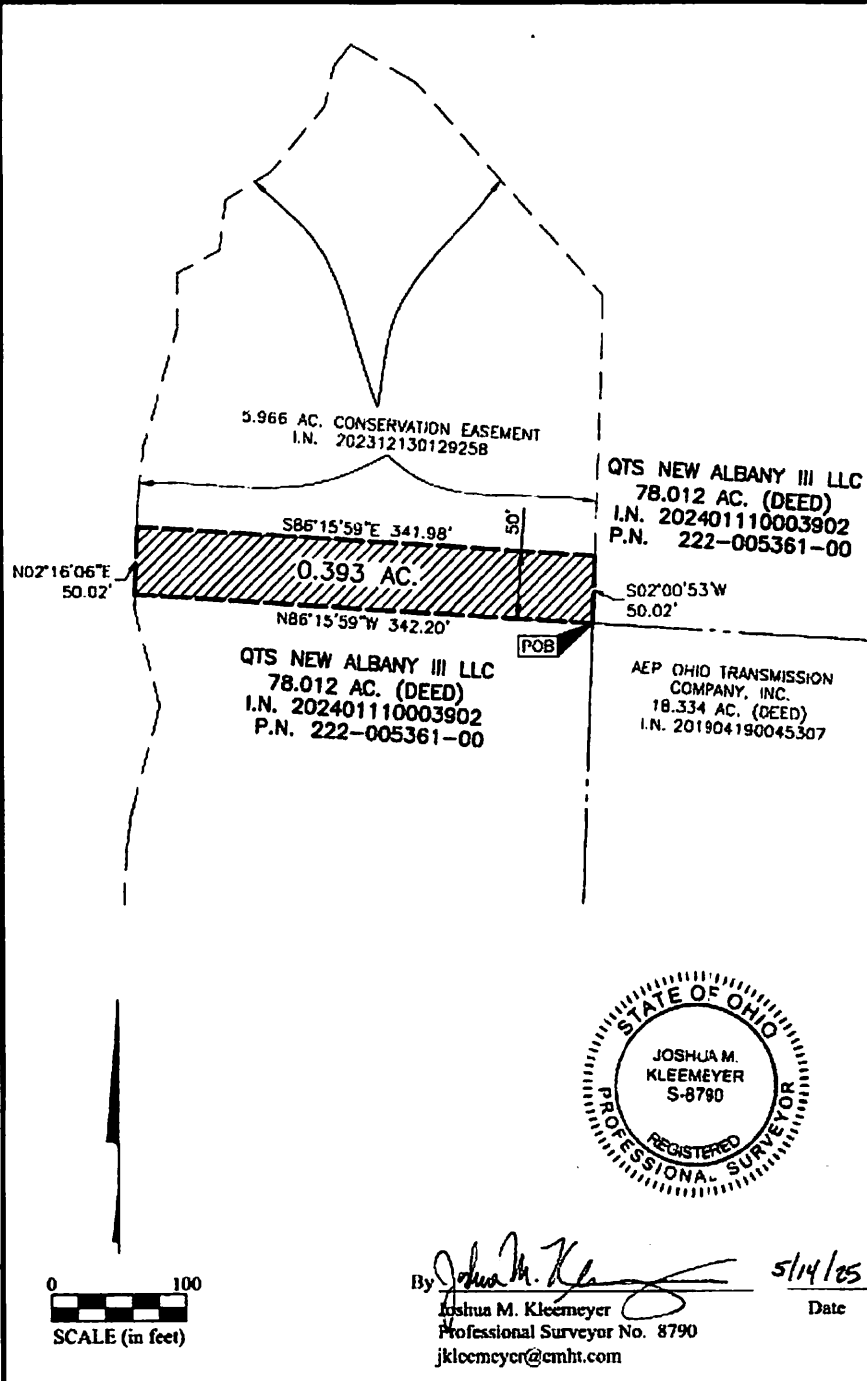 5.966 AC. CONSERVATION EASEMENT
I.N. 202312130129258
QTS NEW ALBANY III LLC
78.012 AC. (DEED)
I.N. 202401110003902
P.N. 222-005361-00
S86°15'59"E 341.98'
50'
N02°16'06"E
50.02'
0.393 AC.
S02°00'53"W
50.02'
N86°15'59"W 342.20'
POB
QTS NEW ALBANY III LLC
78.012 AC. (DEED)
I.N. 202401110003902
P.N. 222-005361-00
AEP OHIO TRANSMISSION
COMPANY, INC.
18.334 AC. (DEED)
I.N. 201904190045307
STATE OF OHIO
JOSHUA M.
KLEEMEYER
S-8790
REGISTERED
PROFESSIONAL SURVEYOR
0 100
SCALE (in feet)
By Joshua M. Kleemeyer 5/14/25
Joshua M. Kleemeyer Date
Professional Surveyor No. 8790
jkleemeyer@emht.com